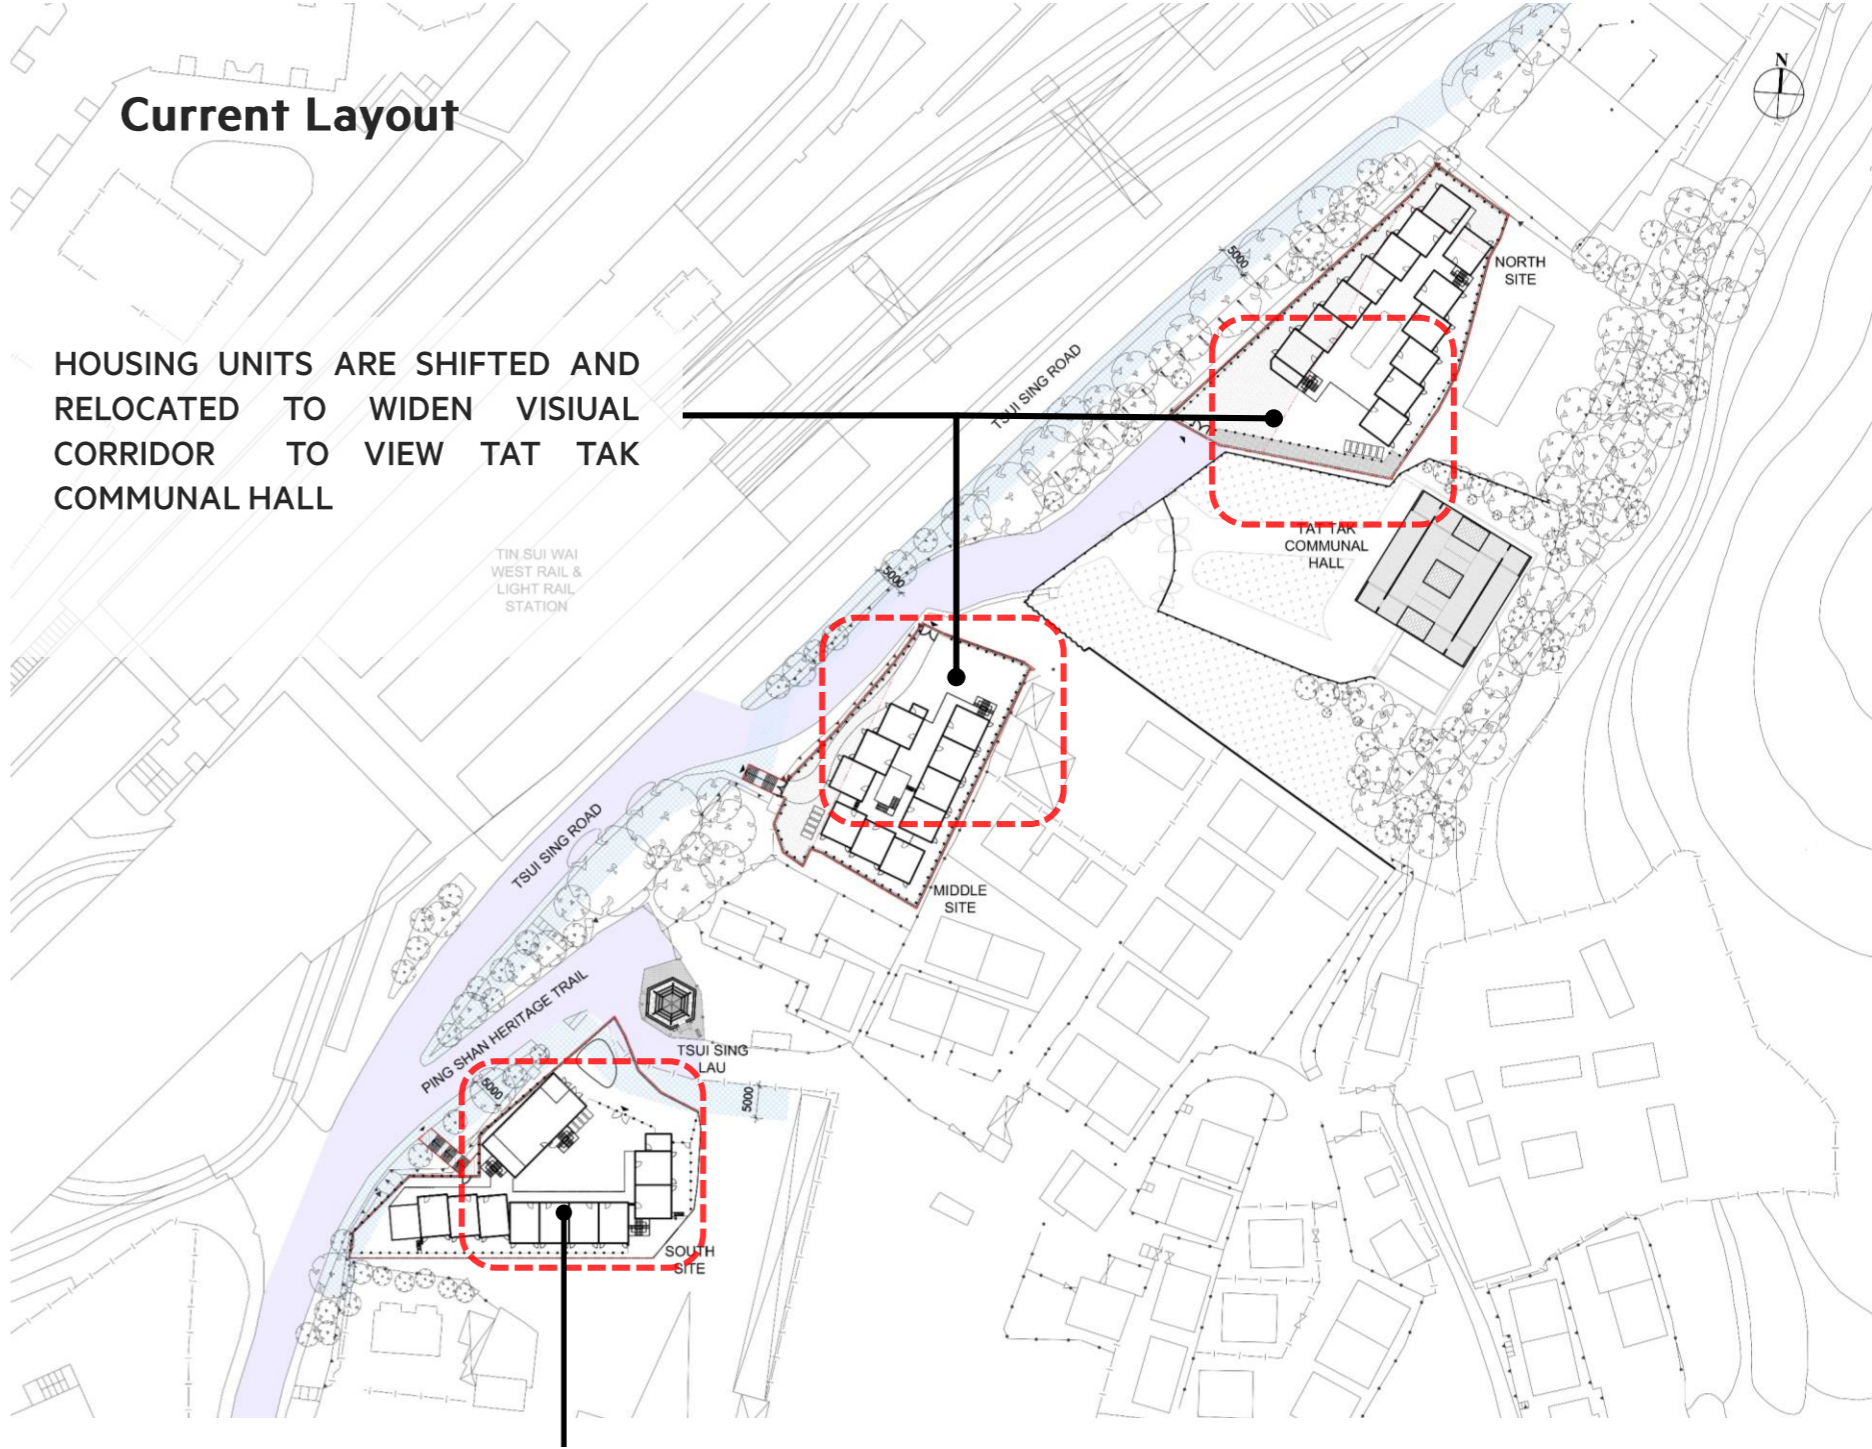 Current Layout
N
HOUSING UNITS ARE SHIFTED AND
RELOCATED TO WIDEN VISIUAL
CORRIDOR TO VIEW TAT TAK
COMMUNAL HALL
5000
NORTH
SITE
TSUI SING ROAD
TAT TAK
COMMUNAL
HALL
TIN SUI WAI
WEST RAIL &
LIGHT RAIL
STATION
5000
TSUI SING ROAD
MIDDLE
SITE
PING SHAN HERITAGE TRAIL
TSUI SING
LAU
5000
5000
SOUTH
SITE